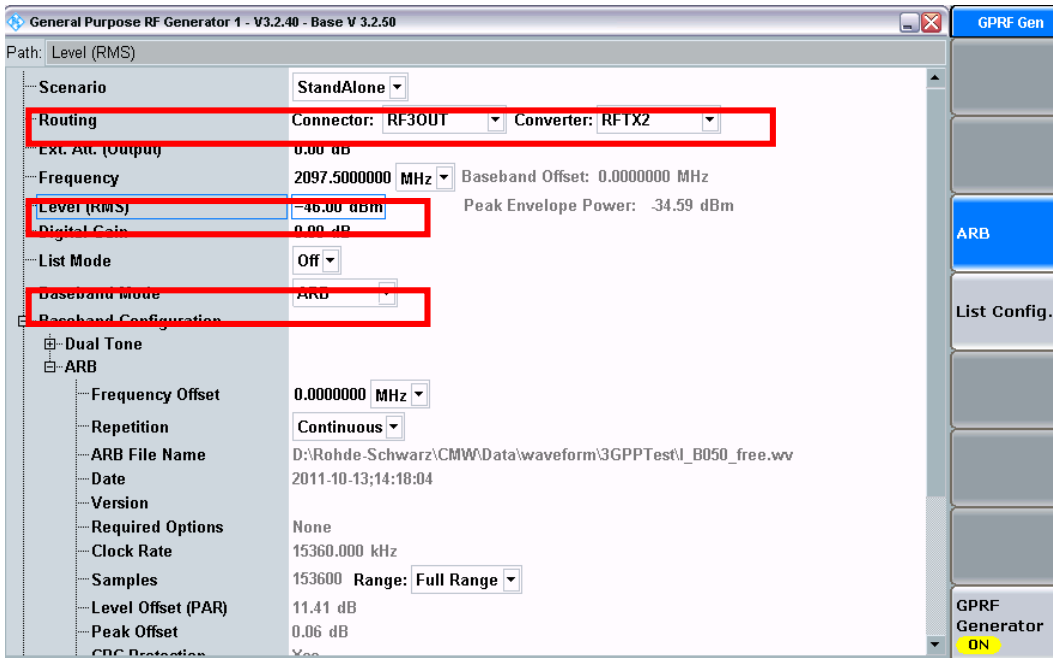 General Purpose RF Generator 1 - V3.2.40 - Base V 3.2.50
GPRF Gen
Path: Level (RMS)
Scenario StandAlone
Routing Connector: RF3OUT Converter: RFTX2
Ext. Att. (Output) 0.00 dB
Frequency 2097.5000000 MHz Baseband Offset: 0.0000000 MHz
Level (RMS) -46.00 dBm Peak Envelope Power: -34.59 dBm
Digital Gain 0.00 dB
ARB
List Mode Off
Baseband Mode ARB
Baseband Configuration
List Config.
Dual Tone
ARB
Frequency Offset 0.0000000 MHz
Repetition Continuous
ARB File Name D:\Rohde-Schwarz\CMW\Data\waveform\3GPPTest\I_B050_free.wv
Date 2011-10-13;14:18:04
Version
Required Options None
Clock Rate 15360.000 kHz
Samples 153600 Range: Full Range
Level Offset (PAR) 11.41 dB
Peak Offset 0.06 dB
CRC Protection Yes
GPRF
Generator
ON